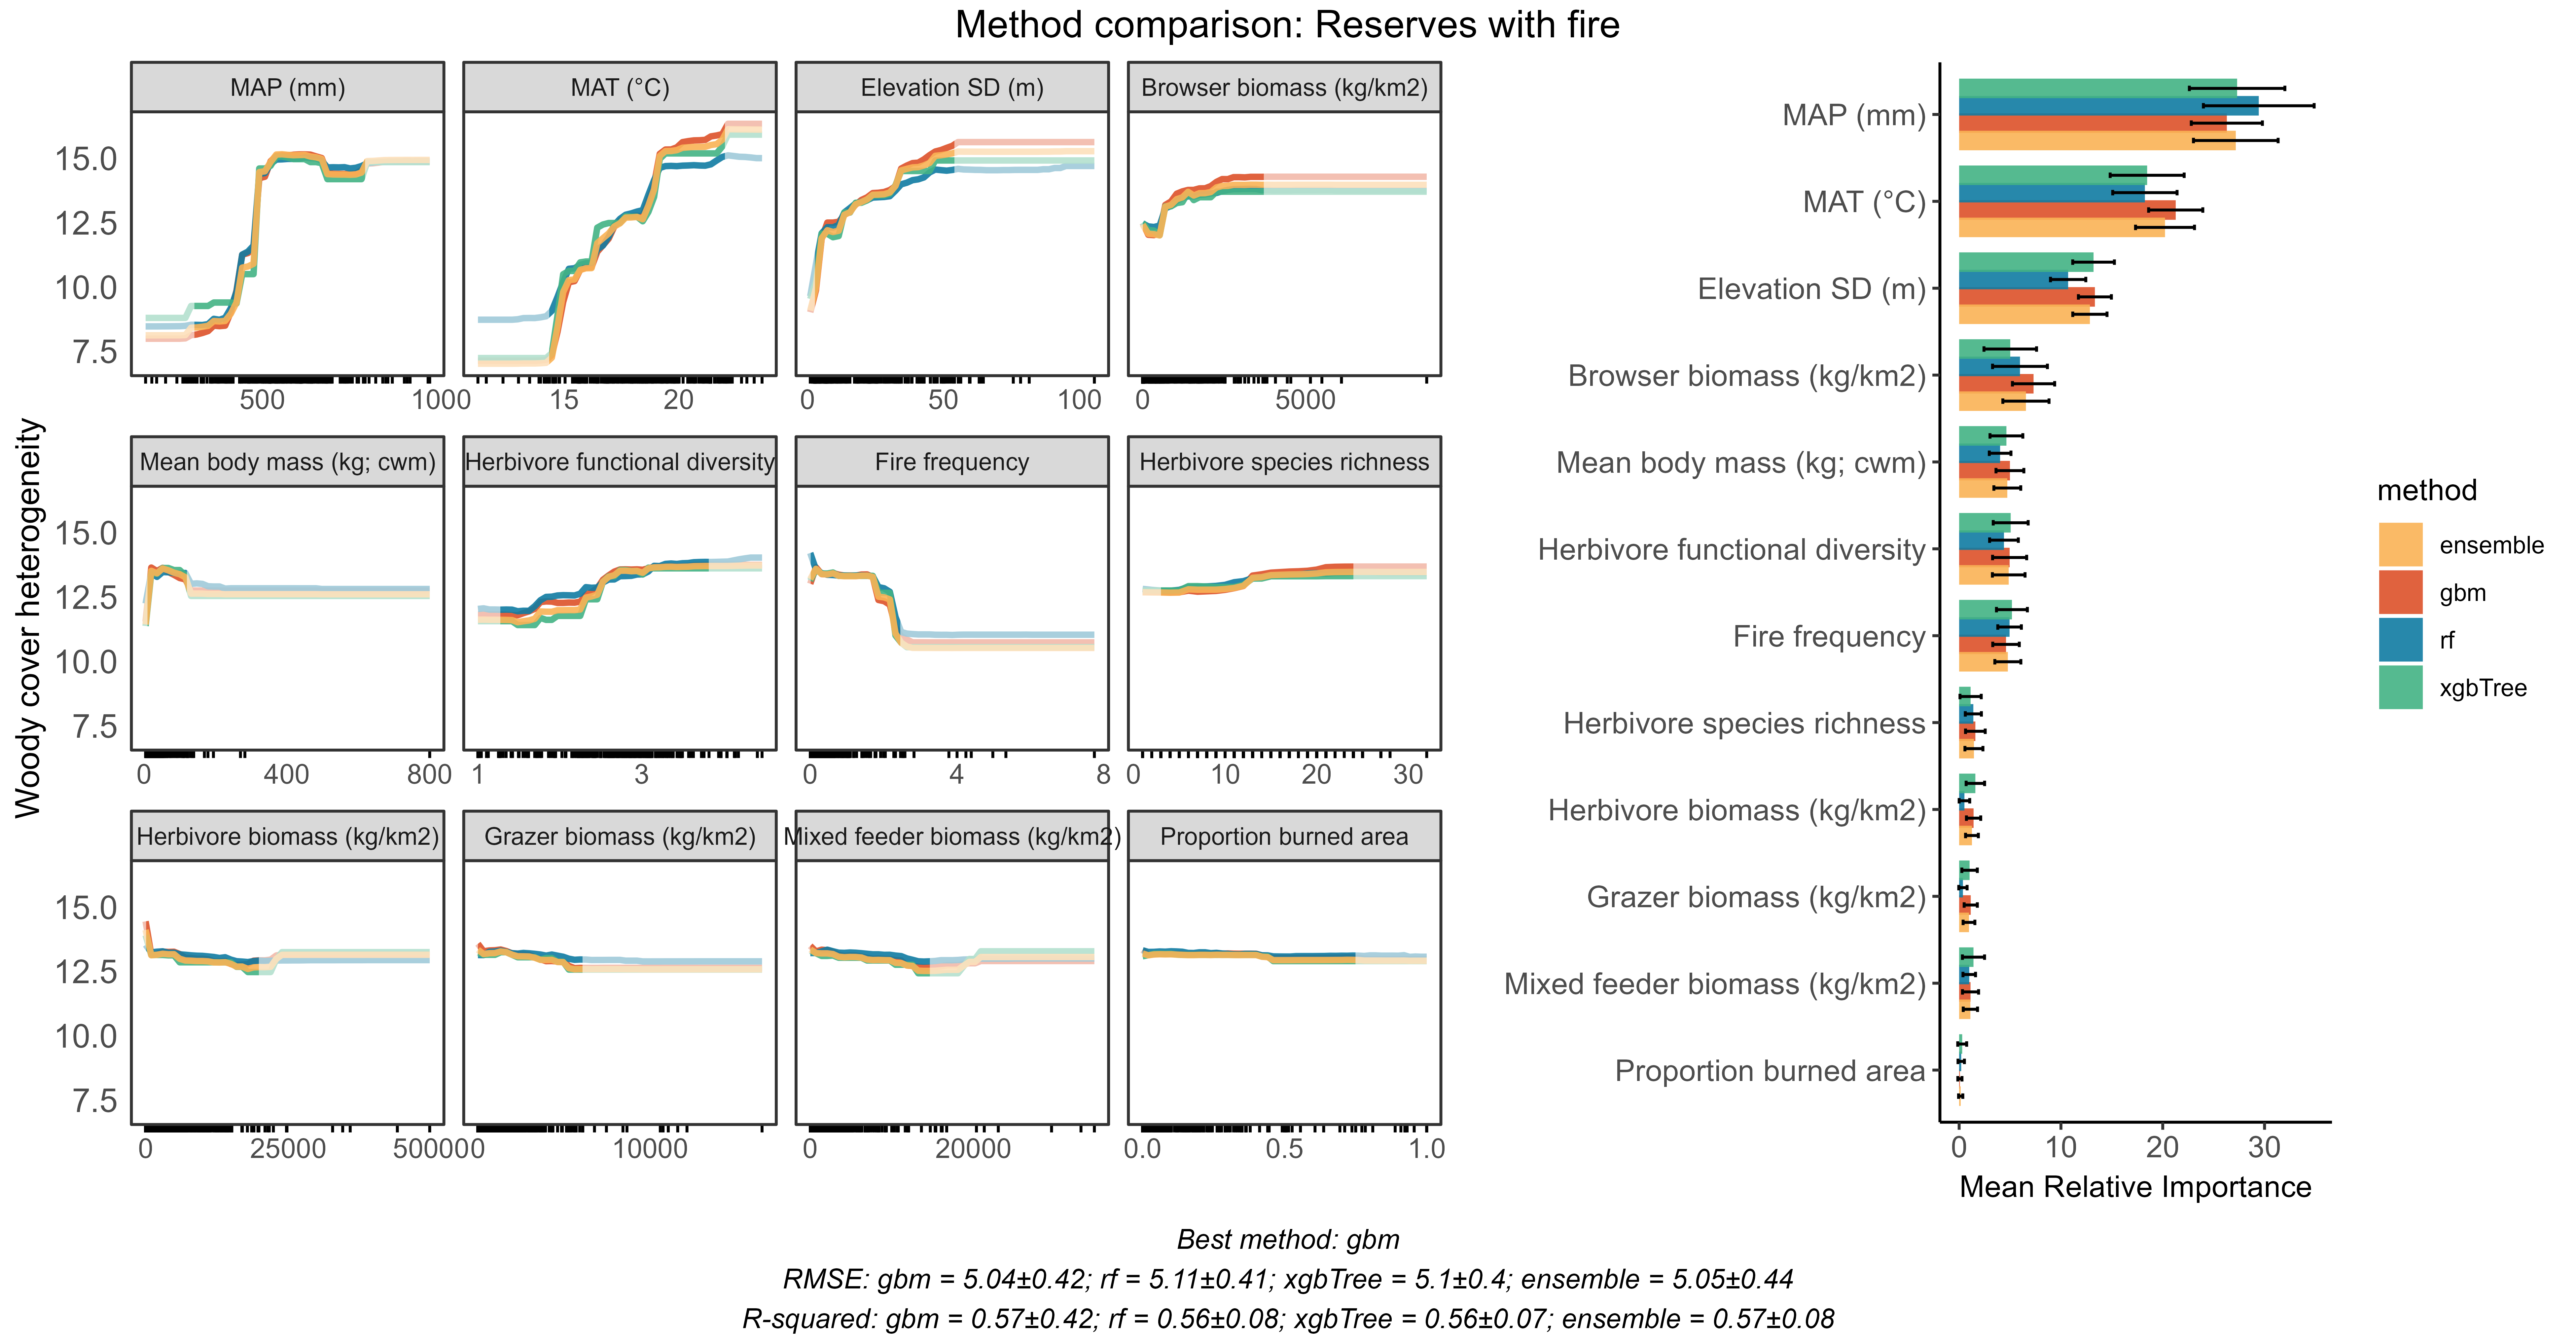 Method comparison: Reserves with fire
Woody cover heterogeneity
MAP (mm)
MAT (°C)
Elevation SD (m)
Browser biomass (kg/km2)
15.0
12.5
10.0
7.5
500
1000
15
20
0
50
100
0
5000
Mean body mass (kg; cwm)
Herbivore functional diversity
Fire frequency
Herbivore species richness
15.0
12.5
10.0
7.5
0
400
800
1
3
0
4
8
0
10
20
30
Herbivore biomass (kg/km2)
Grazer biomass (kg/km2)
Mixed feeder biomass (kg/km2)
Proportion burned area
15.0
12.5
10.0
7.5
0
25000
50000
0
10000
0
20000
0.0
0.5
1.0
MAP (mm)
MAT (°C)
Elevation SD (m)
Browser biomass (kg/km2)
Mean body mass (kg; cwm)
Herbivore functional diversity
Fire frequency
Herbivore species richness
Herbivore biomass (kg/km2)
Grazer biomass (kg/km2)
Mixed feeder biomass (kg/km2)
Proportion burned area
0
10
20
30
Mean Relative Importance
method
ensemble
gbm
rf
xgbTree
Best method: gbm
RMSE: gbm = 5.04±0.42; rf = 5.11±0.41; xgbTree = 5.1±0.4; ensemble = 5.05±0.44
R-squared: gbm = 0.57±0.42; rf = 0.56±0.08; xgbTree = 0.56±0.07; ensemble = 0.57±0.08